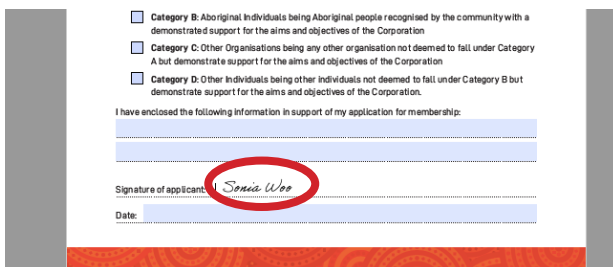 Category B: Aboriginal Individuals being Aboriginal people recognised by the community with a
demonstrated support for the aims and objectives of the Corporation
Category C: Other Organisations being any other organisation not deemed to fall under Category
A but demonstrate support for the aims and objectives of the Corporation
Category D: Other Individuals being other individuals not deemed to fall under Category B but
demonstrate support for the aims and objectives of the Corporation.
I have enclosed the following information in support of my application for membership:
Signature of applicant: Sonia Woo
Date: